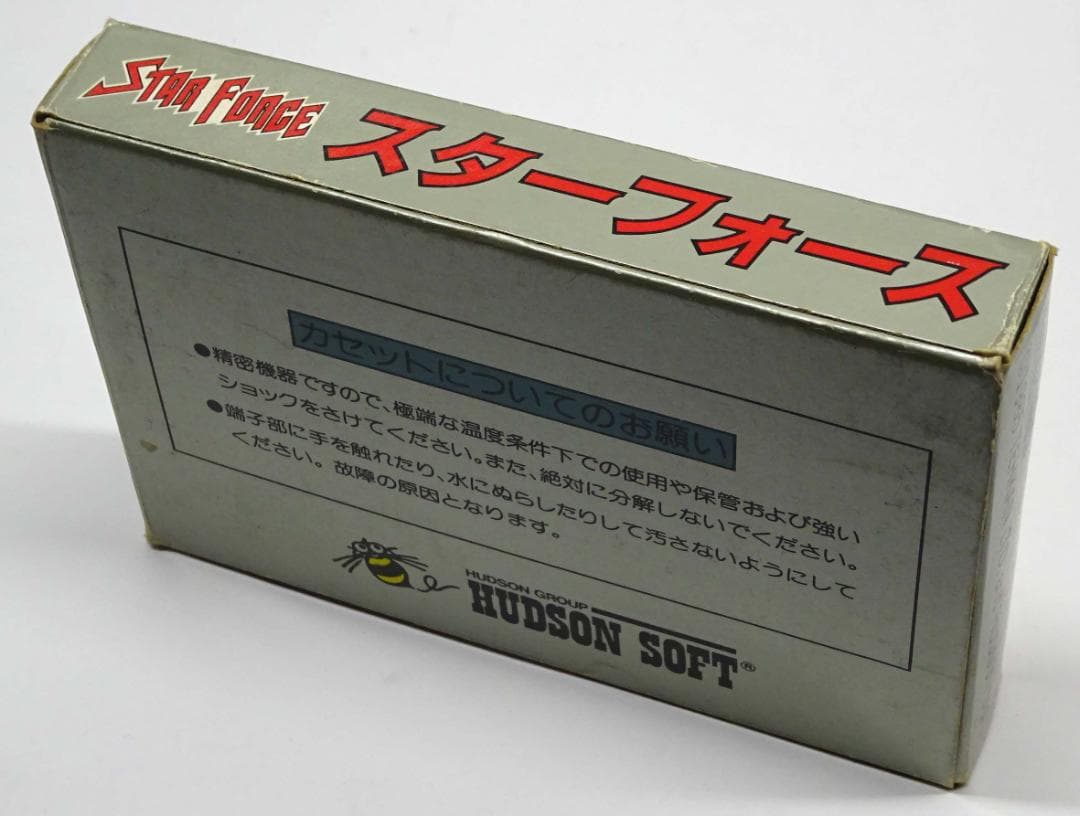 STAR FORCE
スターフォース
カセットについてのお願い
●精密機器ですので、極端な温度条件下での使用や保管および強い
ショックをさけてください。また、絶対に分解しないでください。
●端子部に手を触れたり、水にぬらしたりして汚さないようにして
ください。故障の原因となります。
HUDSON GROUP
HUDSON SOFT®